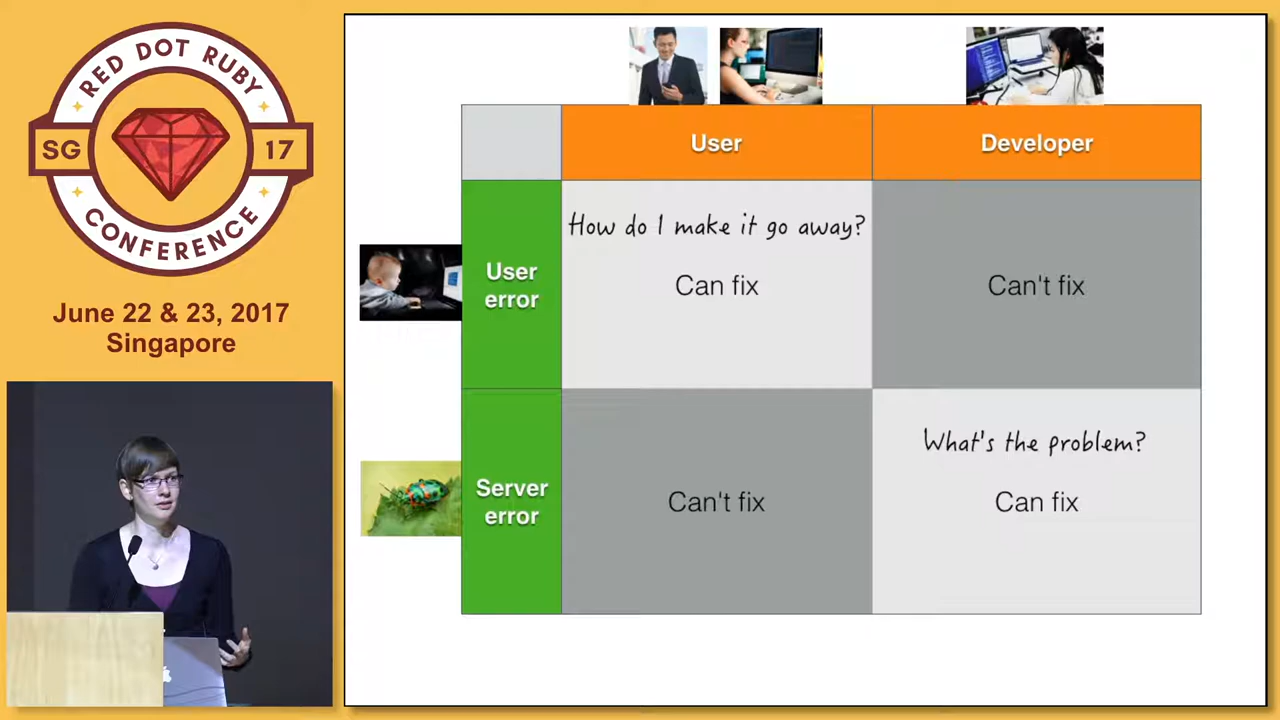 RED DOT RUBY
SG 17
CONFERENCE
June 22 & 23, 2017
Singapore
User
Developer
User
error
How do I make it go away?
Can fix
Can't fix
Server
error
Can't fix
What's the problem?
Can fix